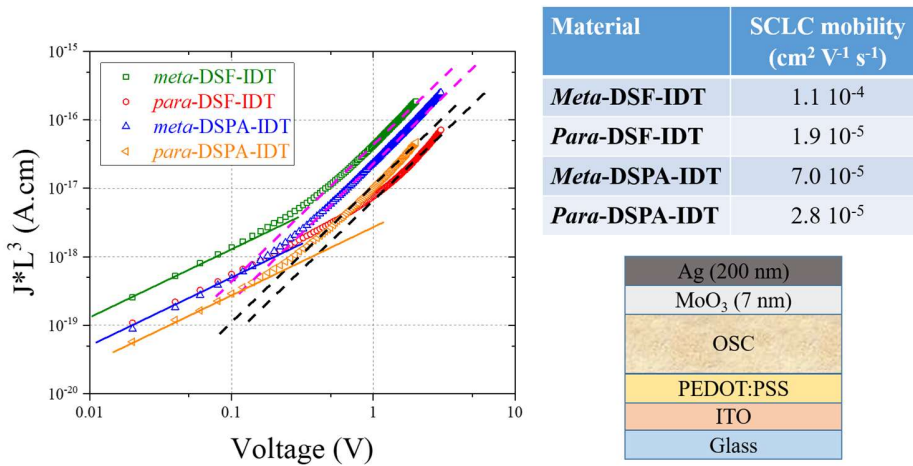 10⁻¹⁵
10⁻¹⁶
10⁻¹⁷
10⁻¹⁸
10⁻¹⁹
10⁻²⁰
J*L³ (A.cm)
meta-DSF-IDT
para-DSF-IDT
meta-DSPA-IDT
para-DSPA-IDT
0.01 0.1 1 10
Voltage (V)
Material SCLC mobility
(cm² V⁻¹ s⁻¹)
Meta-DSF-IDT 1.1 10⁻⁴
Para-DSF-IDT 1.9 10⁻⁵
Meta-DSPA-IDT 7.0 10⁻⁵
Para-DSPA-IDT 2.8 10⁻⁵
Ag (200 nm)
MoO₃ (7 nm)
OSC
PEDOT:PSS
ITO
Glass